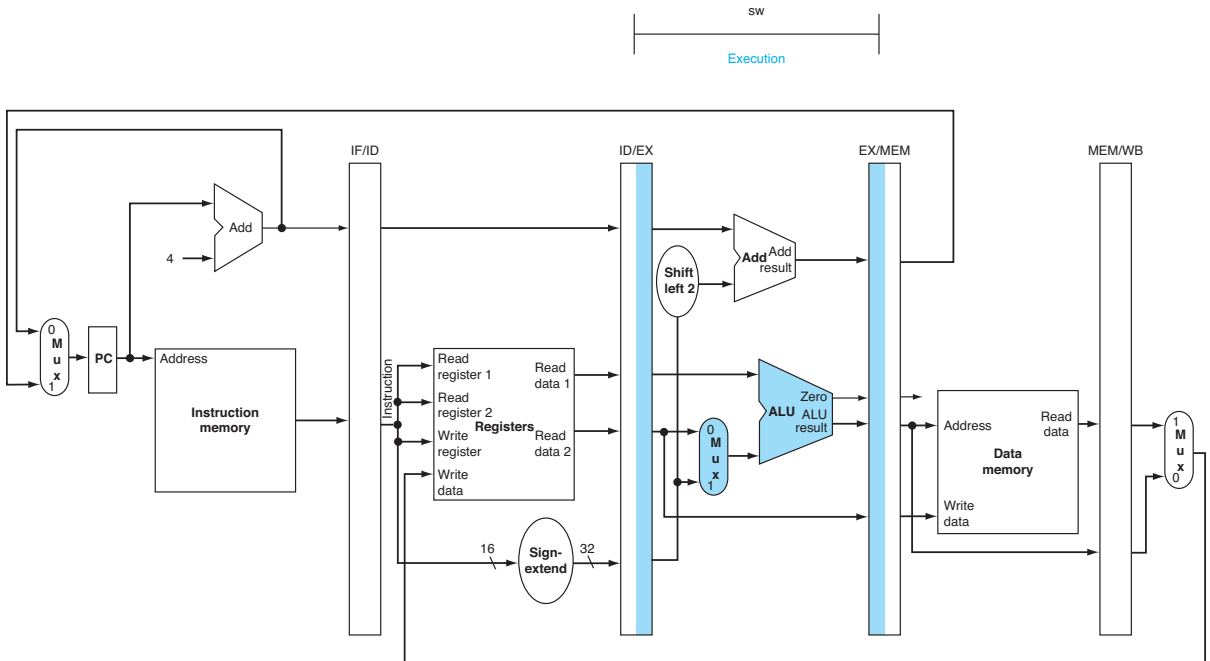 sw
Execution
IF/ID
ID/EX
EX/MEM
MEM/WB
Add
4
Shift
left 2
Add
Add
result
0
M
u
x
1
PC
Address
Instruction
memory
Instruction
Read
register 1
Read
register 2
Write
register
Write
data
Registers
Read
data 1
Read
data 2
16
Sign-
extend
32
0
M
u
x
1
ALU
Zero
ALU
result
Address
Write
data
Data
memory
Read
data
1
M
u
x
0